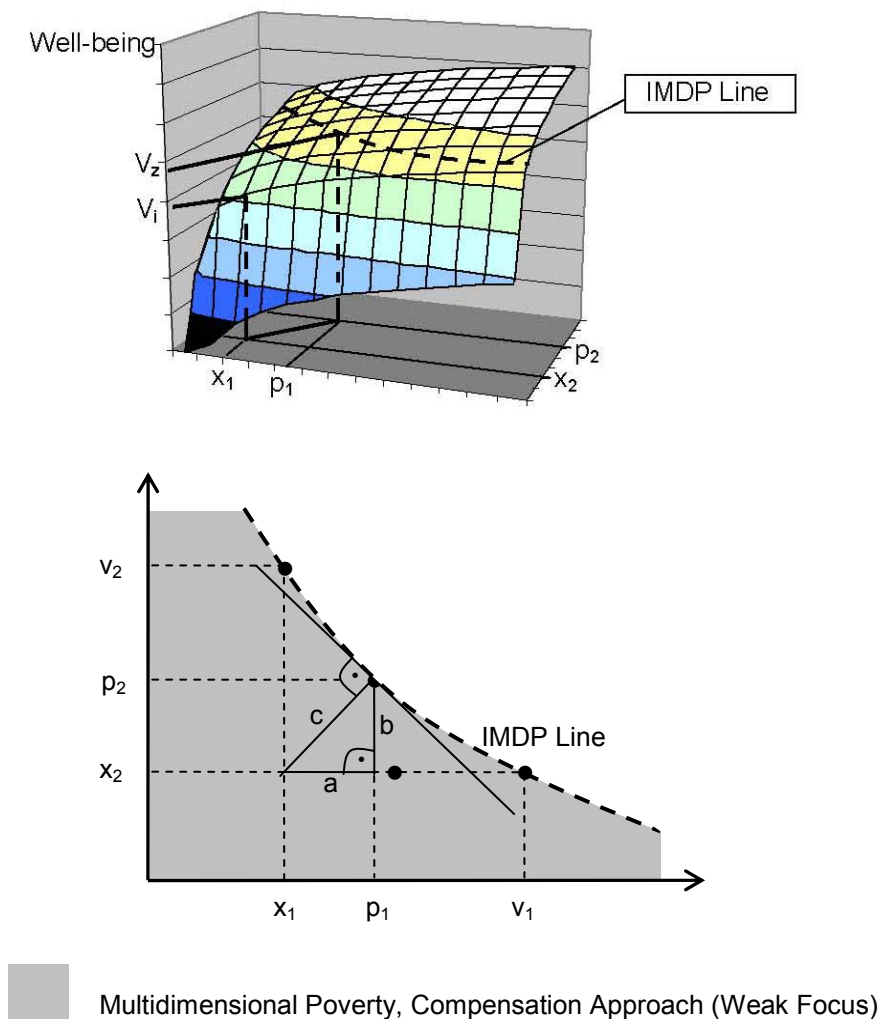 Well-being
IMDP Line
Vz
Vi
x1
p1
p2
x2
v2
p2
c
b
IMDP Line
x2
a
x1
p1
v1
Multidimensional Poverty, Compensation Approach (Weak Focus)